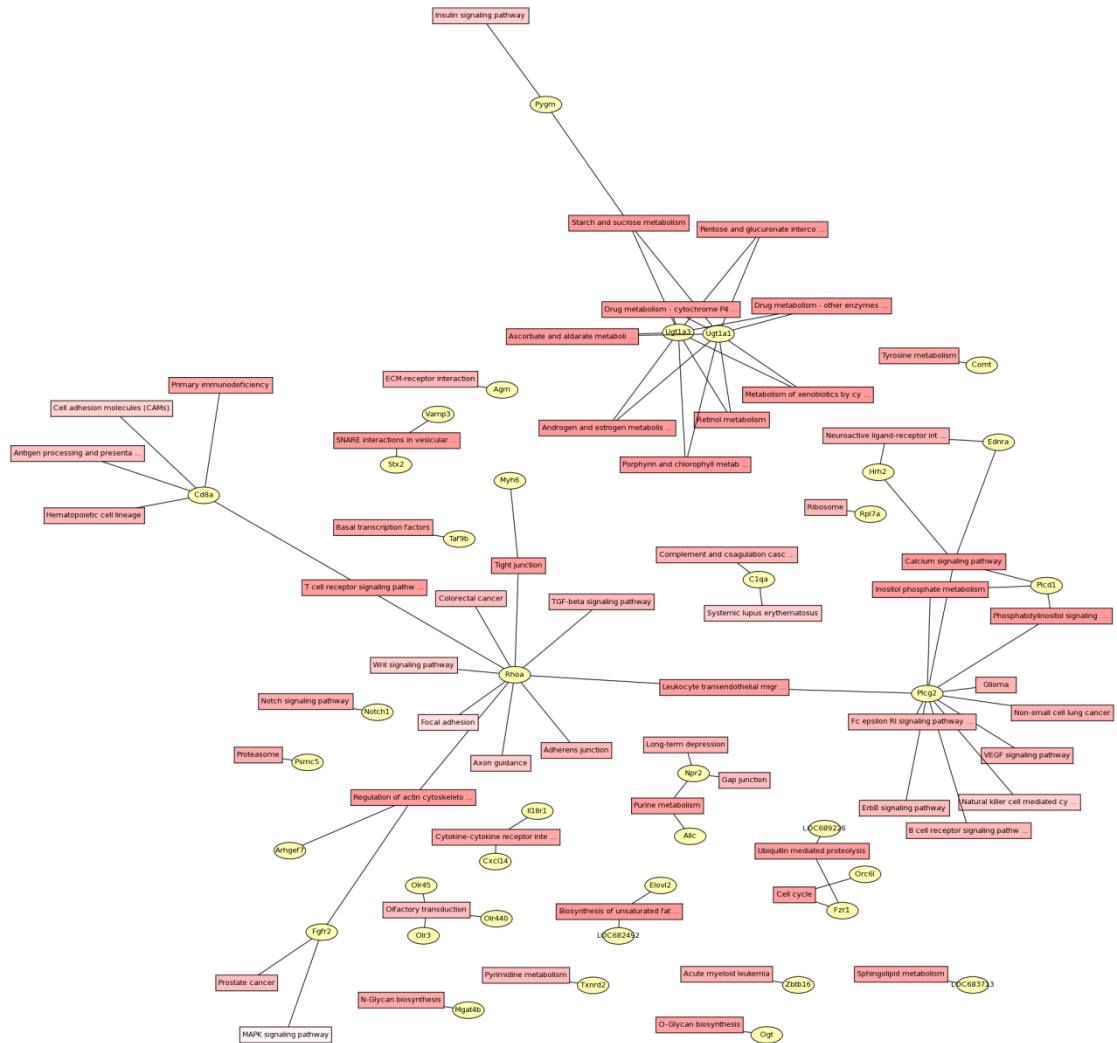 Insulin signaling pathway
Pygm
Starch and sucrose metabolism
Pentose and glucuronate interco ...
Drug metabolism - other enzymes ...
Drug metabolism - cytochrome P4 ...
Ugt1a3
Ugt1a1
Ascorbate and aldarate metaboli ...
Tyrosine metabolism
Comt
ECM-receptor interaction
Agrn
Primary immunodeficiency
Metabolism of xenobiotics by cy ...
Cell adhesion molecules (CAMs)
Vamp3
Retinol metabolism
Androgen and estrogen metabolis ...
Neuroactive ligand-receptor int ...
Ednra
SNARE interactions in vesicular ...
Antigen processing and presenta ...
Stx2
Porphyrin and chlorophyll metab ...
Hrh2
Myh6
Cd8a
Ribosome
Rpl7a
Hematopoietic cell lineage
Basal transcription factors
Taf9b
Complement and coagulation casc ...
Calcium signaling pathway
Tight junction
C1qa
T cell receptor signaling pathw ...
Plcd1
Inositol phosphate metabolism
Colorectal cancer
TGF-beta signaling pathway
Systemic lupus erythematosus
Phosphatidylinositol signaling ...
Wnt signaling pathway
Rhoa
Leukocyte transendothelial migr ...
Plcg2
Glioma
Notch signaling pathway
Notch1
Non-small cell lung cancer
Focal adhesion
Fc epsilon RI signaling pathway ...
Long-term depression
Adherens junction
Proteasome
Psmc5
VEGF signaling pathway
Axon guidance
Npr2
Gap junction
Regulation of actin cytoskeleto ...
Purine metabolism
Natural killer cell mediated cy ...
ErbB signaling pathway
Il18r1
LOC689226
B cell receptor signaling pathw ...
Cytokine-cytokine receptor inte ...
Allc
Arhgef7
Ubiquitin mediated proteolysis
Cxcl14
Orc6l
Olr45
Elovl2
Cell cycle
Olfactory transduction
Biosynthesis of unsaturated fat ...
Fzr1
Olr440
Fgfr2
Olr3
LOC682492
Prostate cancer
Pyrimidine metabolism
Txnrd2
Acute myeloid leukemia
Zbtb16
Sphingolipid metabolism
LOC683713
N-Glycan biosynthesis
Mgat4b
O-Glycan biosynthesis
Ogt
MAPK signaling pathway